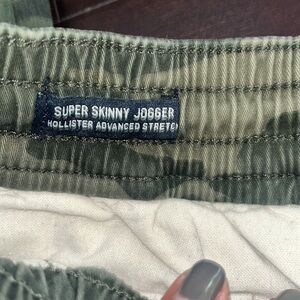 SUPER SKINNY JOGGER
HOLLISTER ADVANCED STRETCH